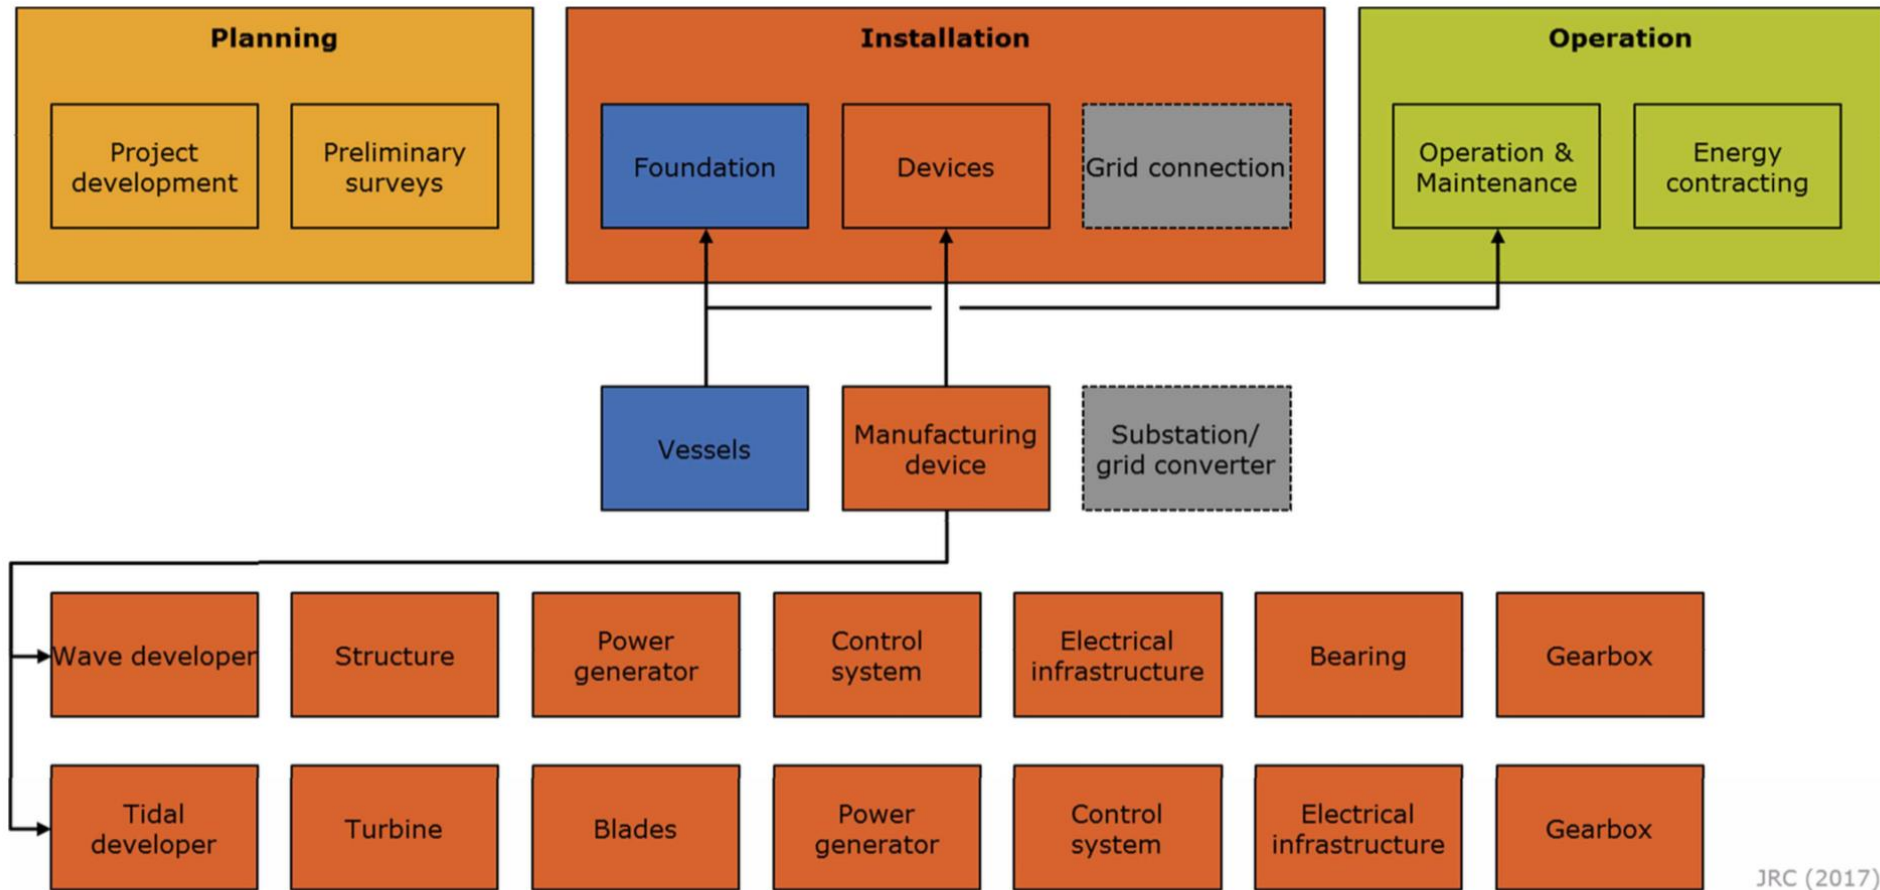 Planning
Installation
Operation
Project
development
Preliminary
surveys
Foundation
Devices
Grid connection
Operation &
Maintenance
Energy
contracting
Vessels
Manufacturing
device
Substation/
grid converter
Wave developer
Structure
Power
generator
Control
system
Electrical
infrastructure
Bearing
Gearbox
Tidal
developer
Turbine
Blades
Power
generator
Control
system
Electrical
infrastructure
Gearbox
JRC (2017)